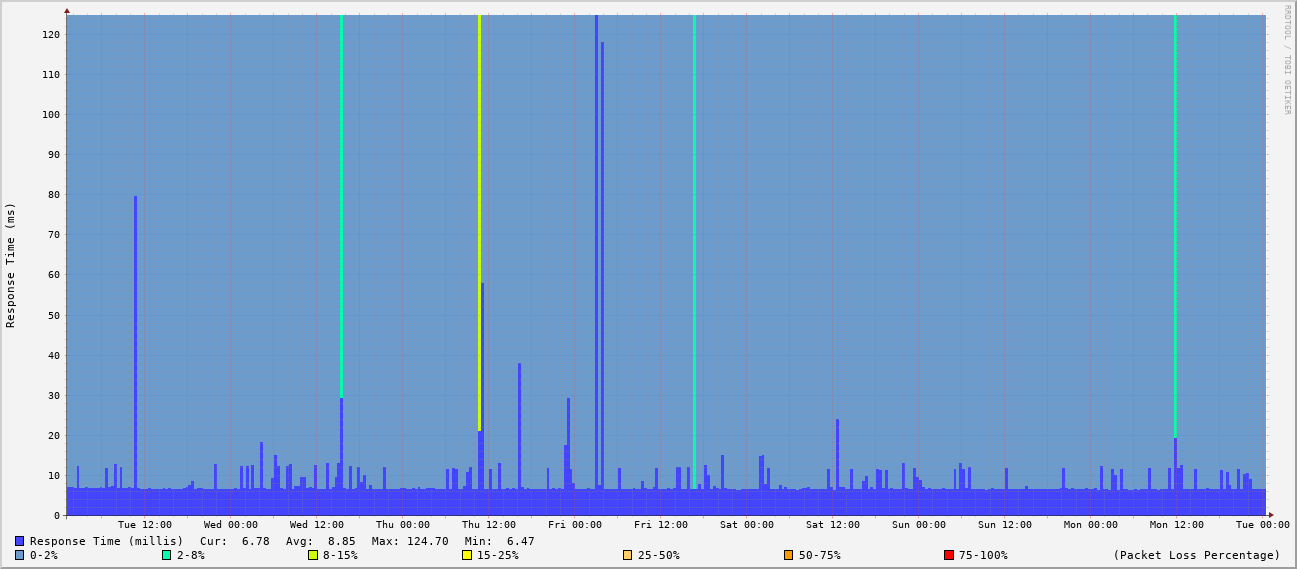 RRDTOOL / TOBI OETIKER
Response Time (ms)
120
110
100
90
80
70
60
50
40
30
20
10
0
Tue 12:00 Wed 00:00 Wed 12:00 Thu 00:00 Thu 12:00 Fri 00:00 Fri 12:00 Sat 00:00 Sat 12:00 Sun 00:00 Sun 12:00 Mon 00:00 Mon 12:00 Tue 00:00
Response Time (millis) Cur: 6.78 Avg: 8.85 Max: 124.70 Min: 6.47
0-2% 2-8% 8-15% 15-25% 25-50% 50-75% 75-100% (Packet Loss Percentage)